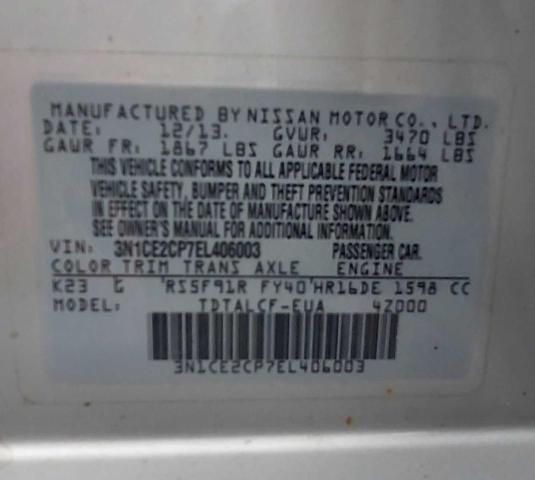 MANUFACTURED BY NISSAN MOTOR CO., LTD.
DATE: 12/13. GVWR: 3470 LBS
GAWR FR: 1867 LBS GAWR RR: 1664 LBS
THIS VEHICLE CONFORMS TO ALL APPLICABLE FEDERAL MOTOR
VEHICLE SAFETY, BUMPER AND THEFT PREVENTION STANDARDS
IN EFFECT ON THE DATE OF MANUFACTURE SHOWN ABOVE.
SEE OWNER'S MANUAL FOR ADDITIONAL INFORMATION.
VIN: 3N1CE2CP7EL406003 PASSENGER CAR.
COLOR TRIM TRANS AXLE ENGINE
K23 G RS5F91R FY40 HR16DE 1598 CC
MODEL: TDTALCF-EUA 4Z000
3N1CE2CP7EL406003